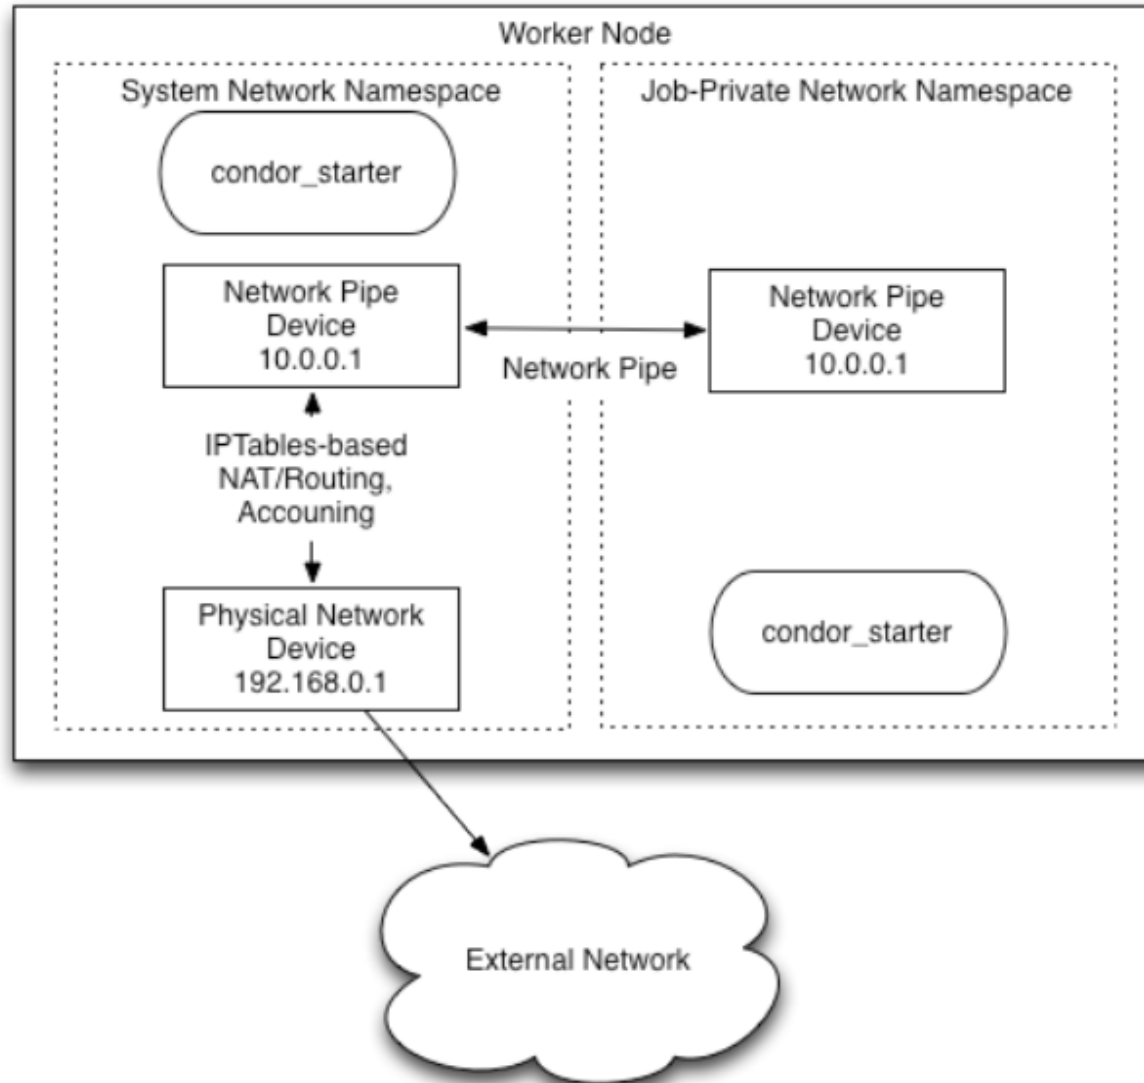 Worker Node
System Network Namespace
condor_starter
Network Pipe
Device
10.0.0.1
IPTables-based
NAT/Routing,
Accouning
Physical Network
Device
192.168.0.1
Network Pipe
Job-Private Network Namespace
Network Pipe
Device
10.0.0.1
condor_starter
External Network